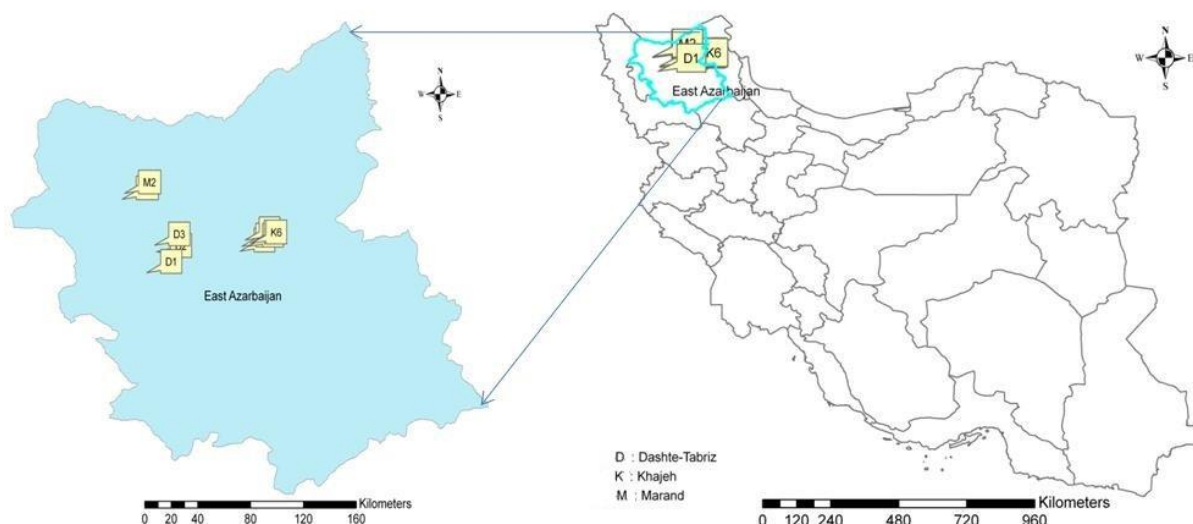 N
W E
S
M2
D3
D1
K6
East Azarbaijan
Kilometers
0 20 40 80 120 160
N
W E
S
K6
D1
East Azarbaijan
D : Dashte-Tabriz
K : Khajeh
M : Marand
Kilometers
0 120 240 480 720 960